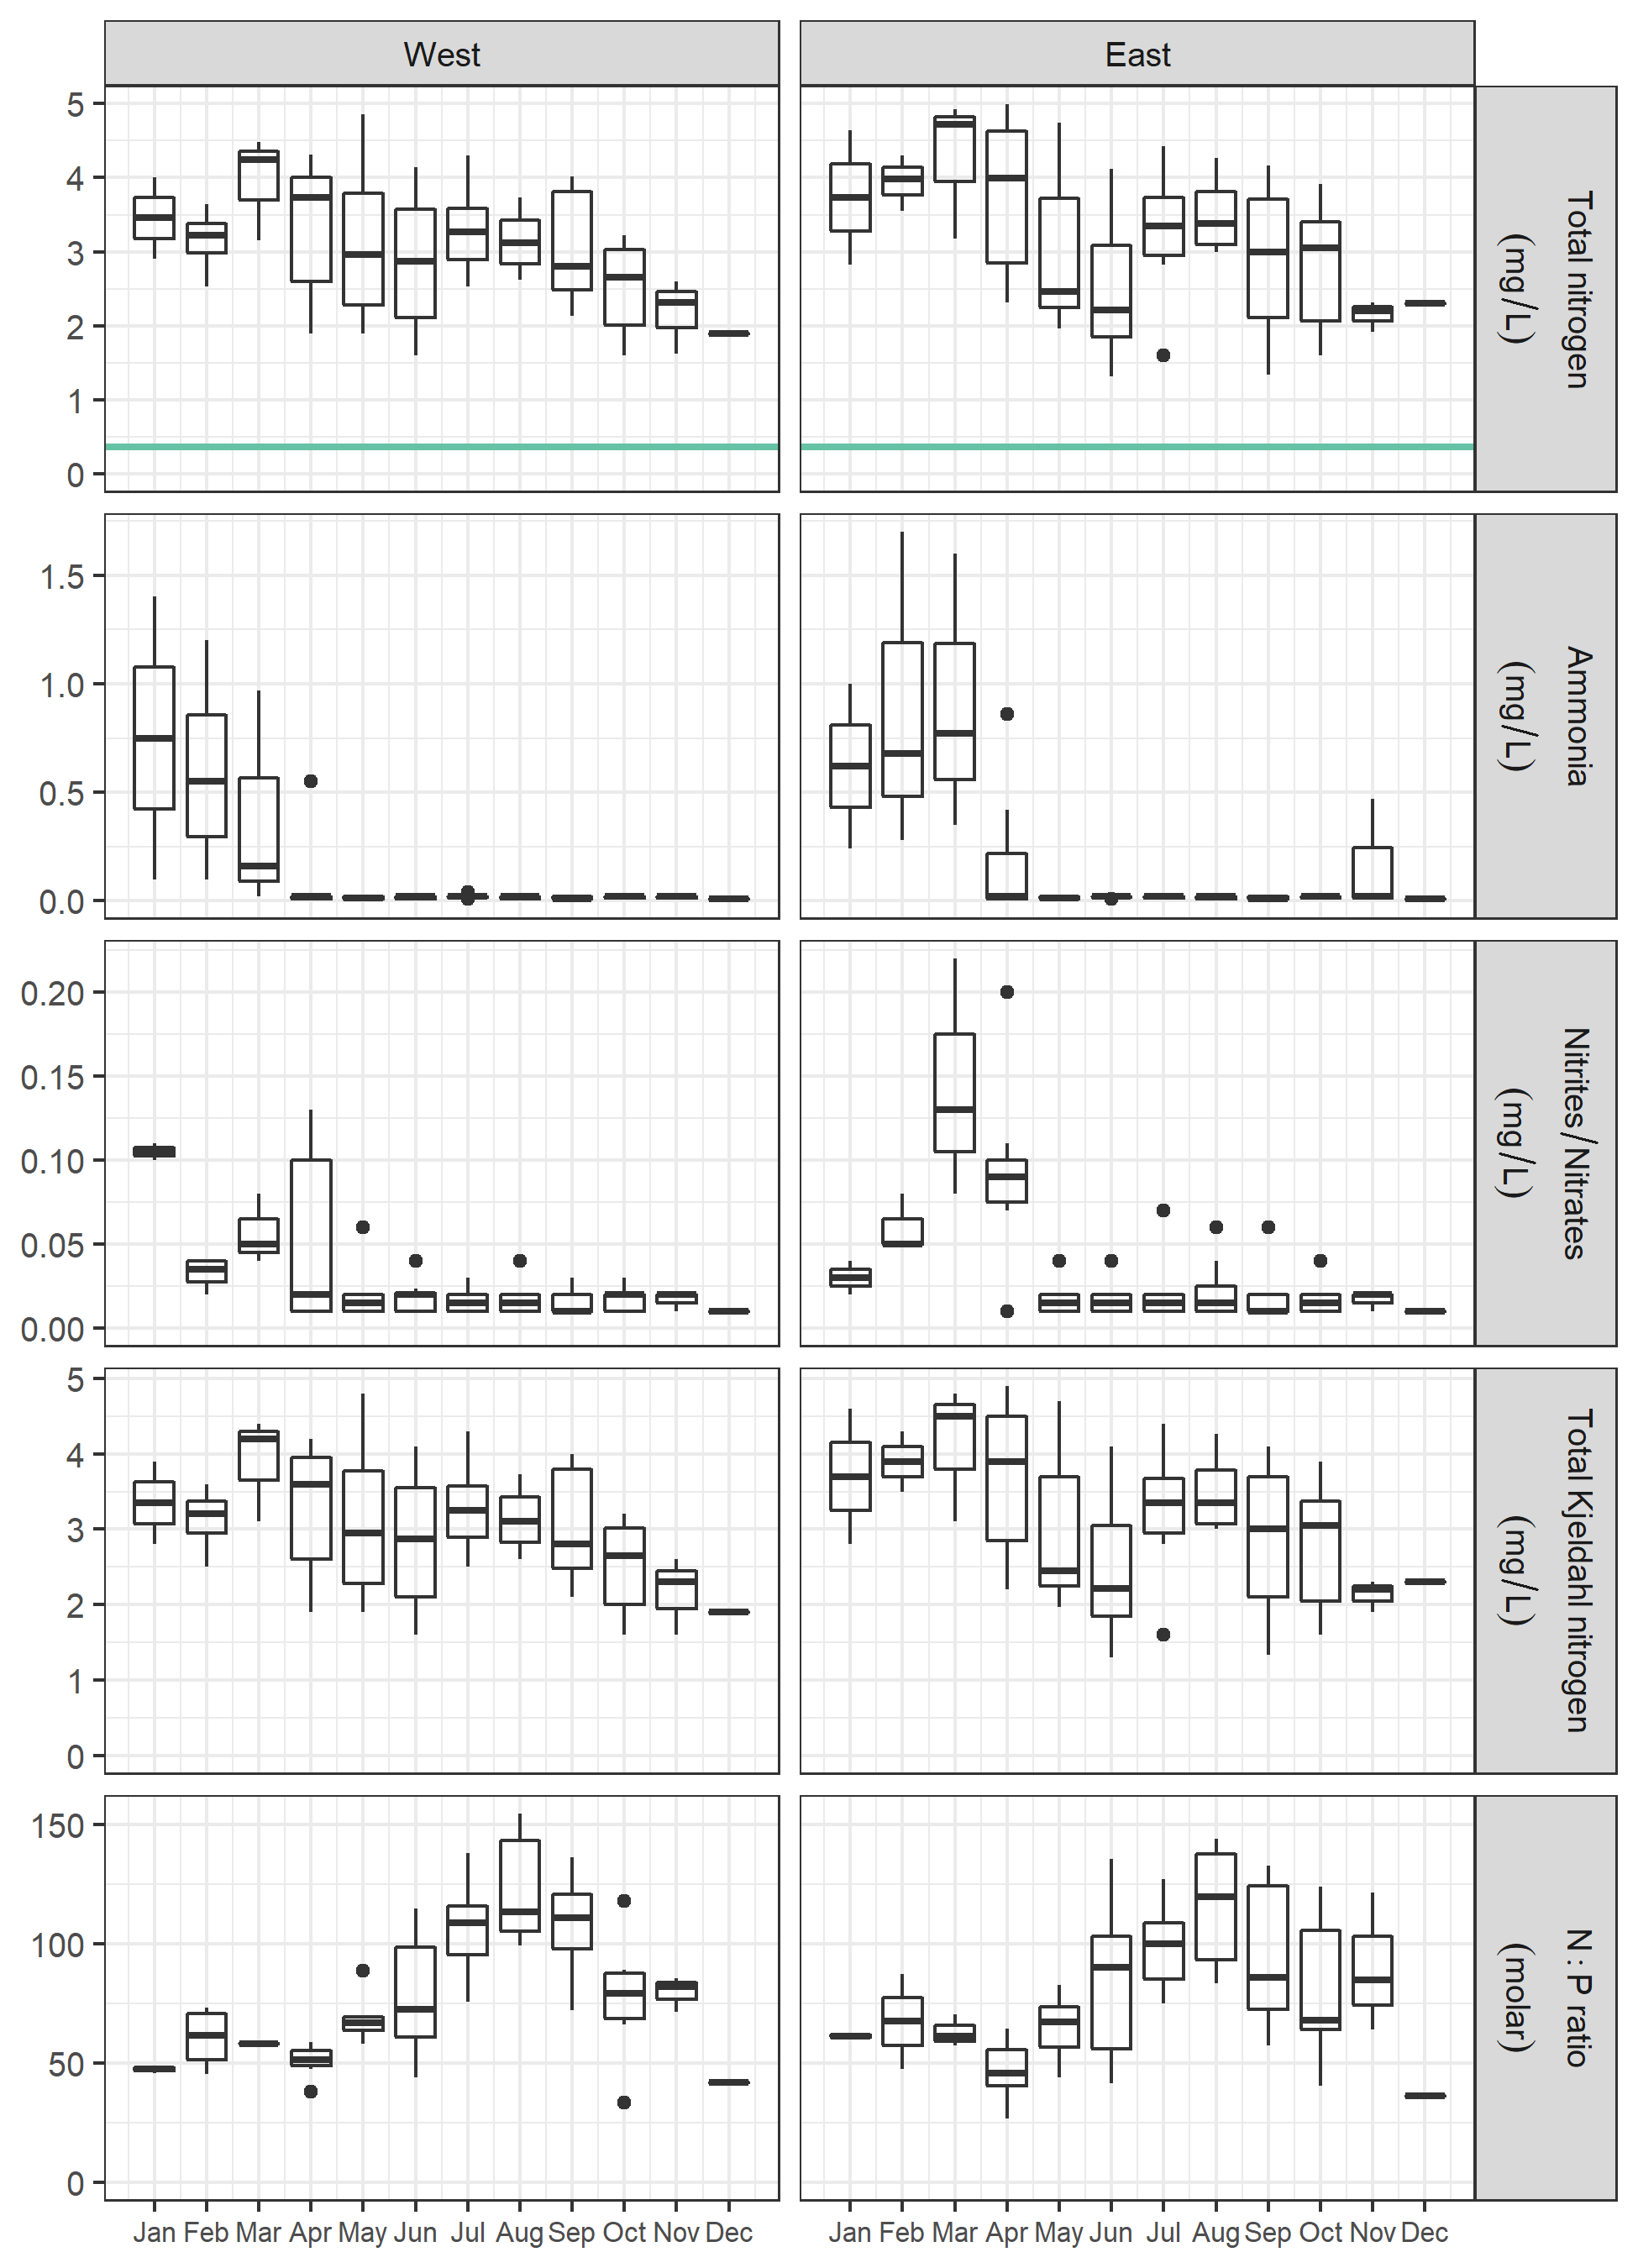 West
East
5
4
3
2
1
0
Total nitrogen
(mg/L)
1.5
1.0
0.5
0.0
Ammonia
(mg/L)
0.20
0.15
0.10
0.05
0.00
Nitrites/Nitrates
(mg/L)
5
4
3
2
1
0
Total Kjeldahl nitrogen
(mg/L)
150
100
50
0
N : P ratio
(molar)
Jan Feb Mar Apr May Jun Jul Aug Sep Oct Nov Dec
Jan Feb Mar Apr May Jun Jul Aug Sep Oct Nov Dec